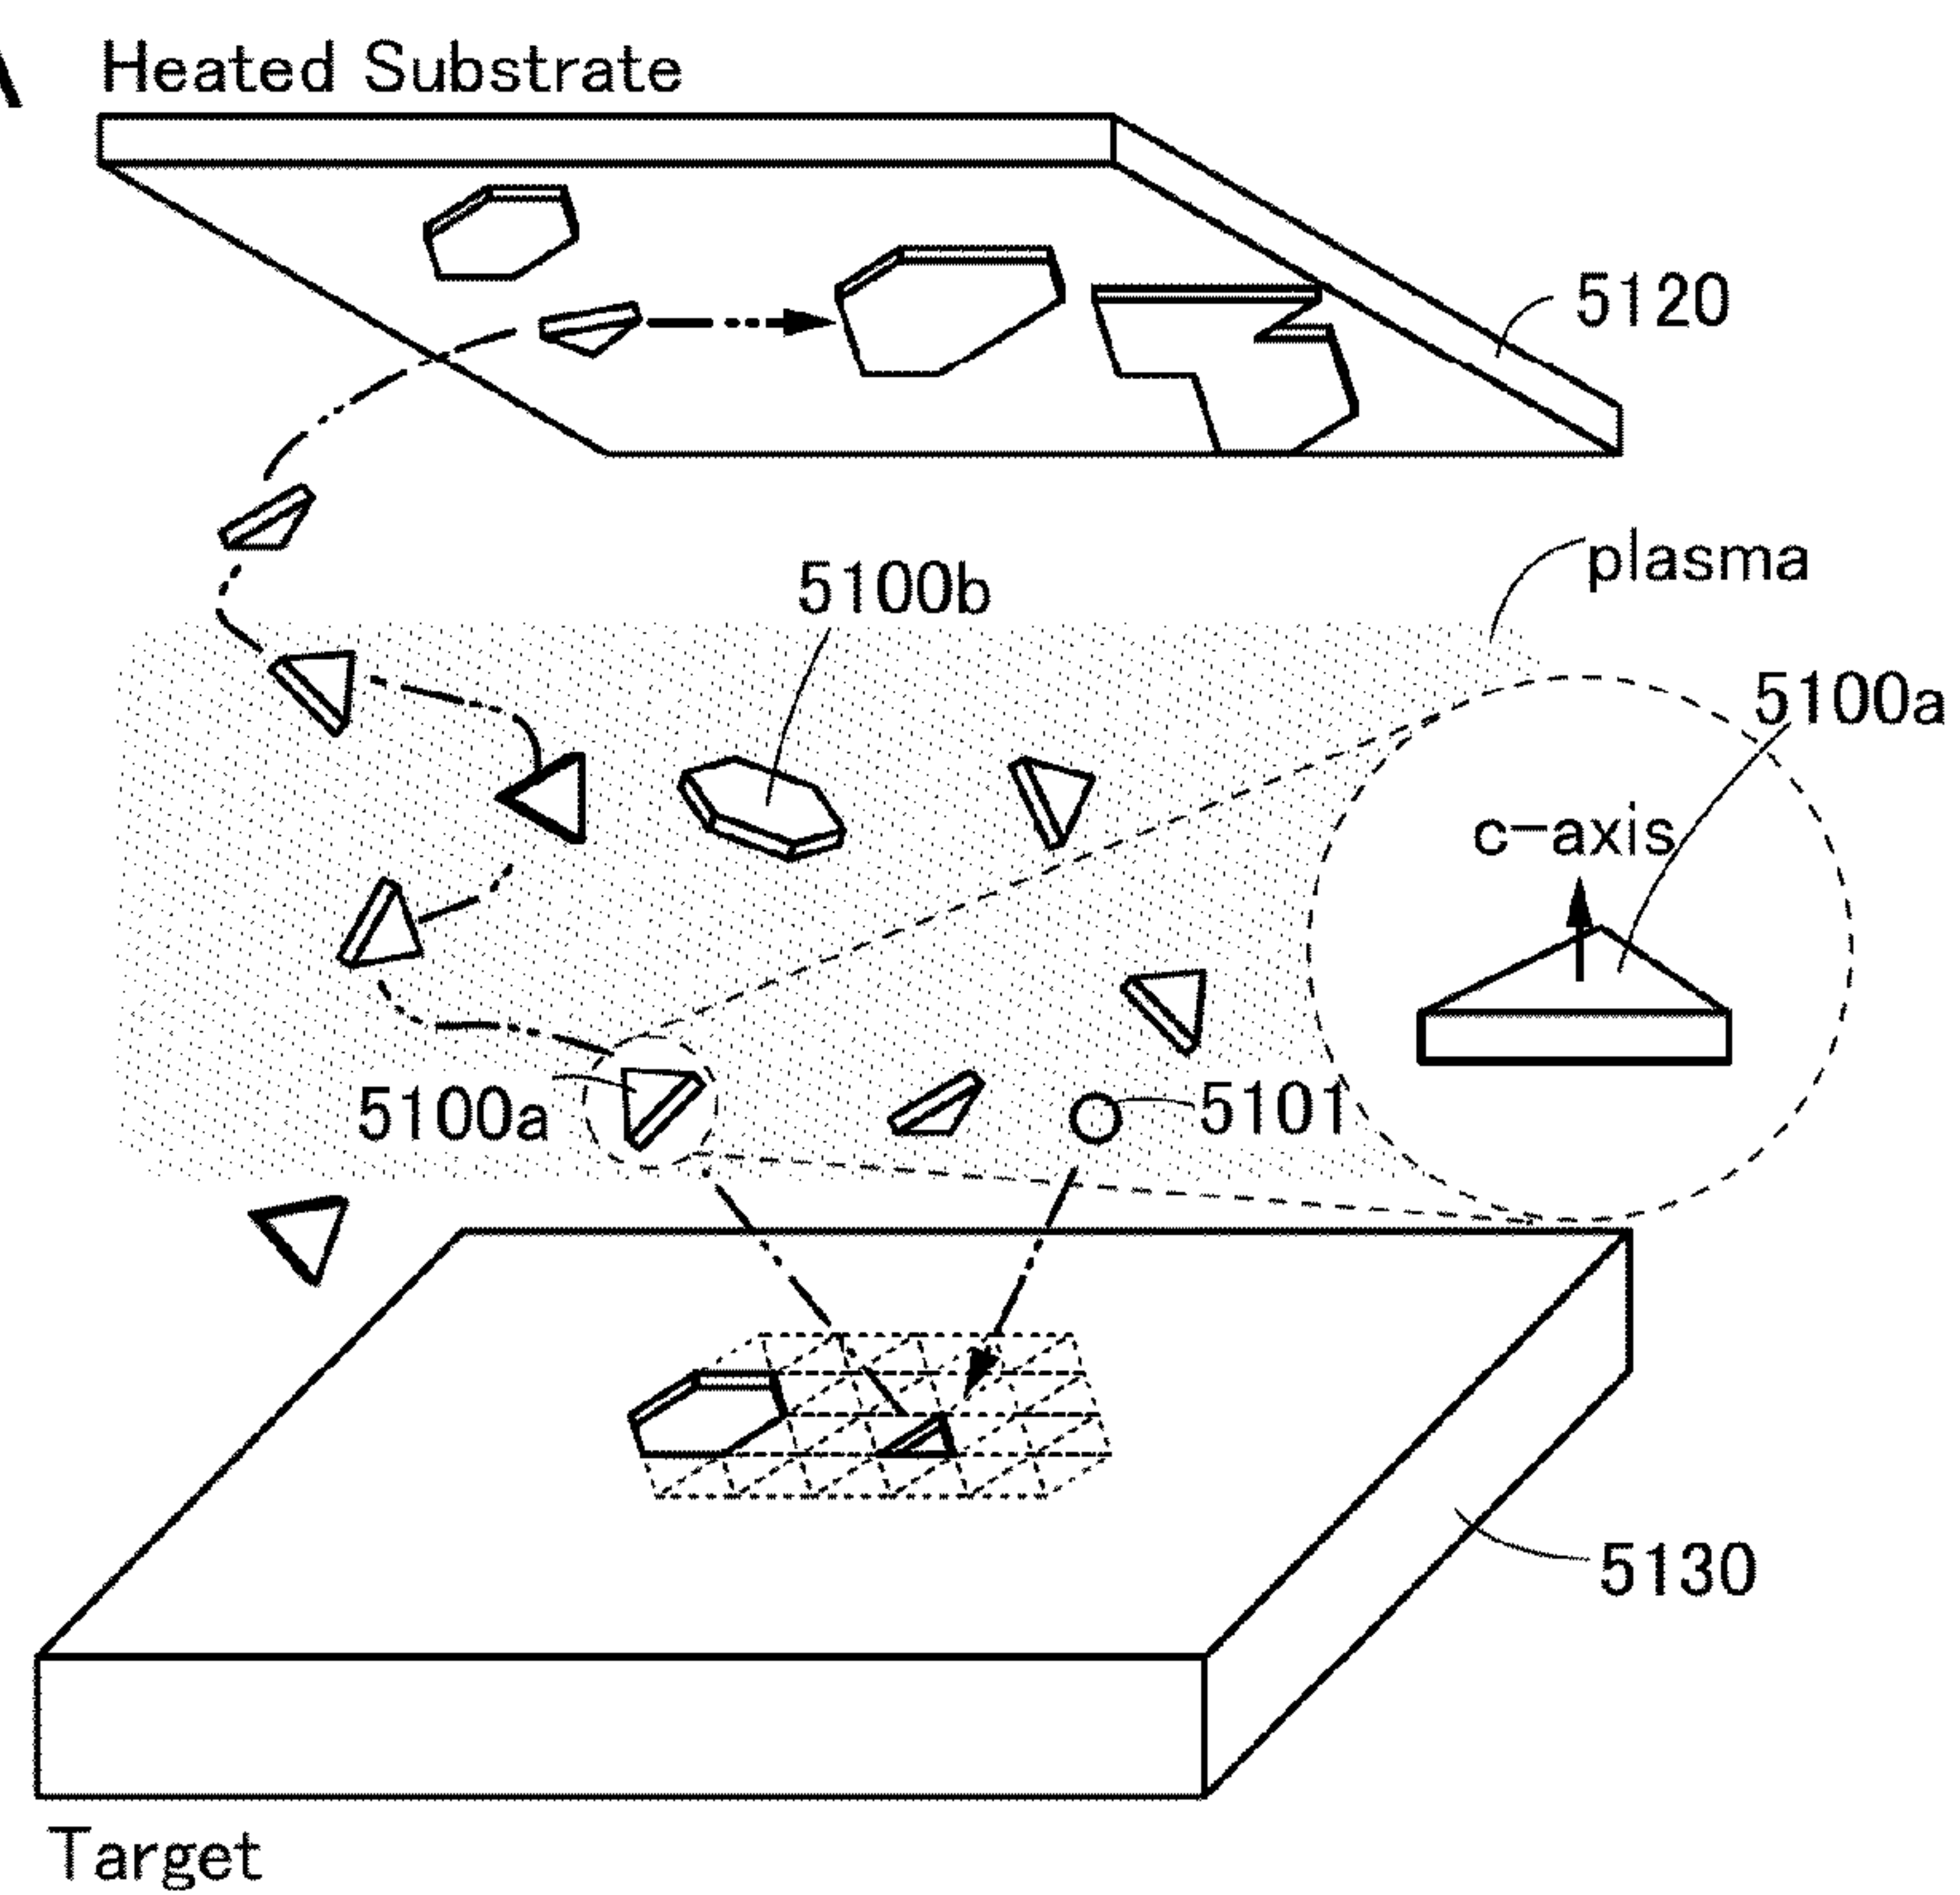 Heated Substrate
5120
plasma
5100b
5100a
c-axis
5100a
5101
5130
Target